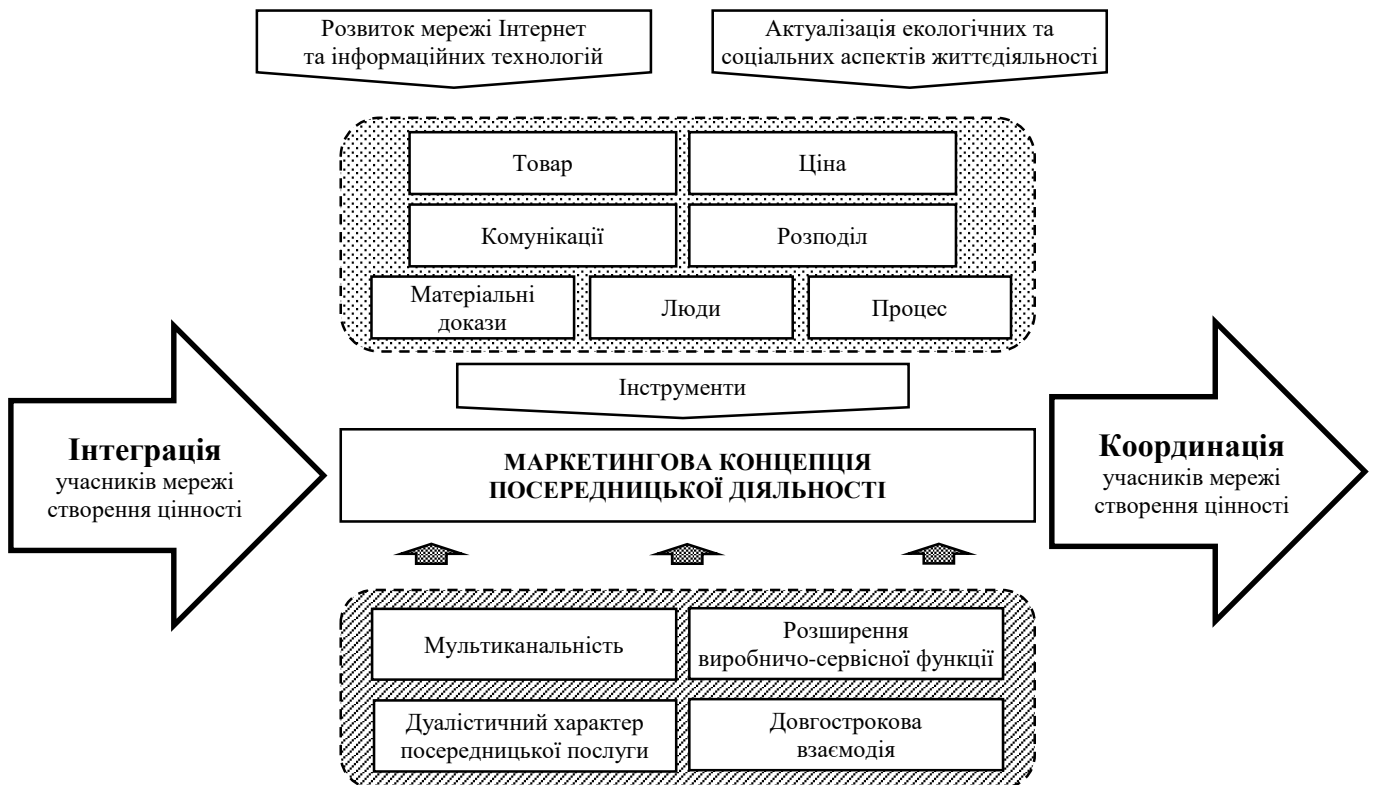 Розвиток мережі Інтернет
та інформаційних технологій
Актуалізація екологічних та
соціальних аспектів життєдіяльності
Товар
Ціна
Комунікації
Розподіл
Матеріальні
докази
Люди
Процес
Інструменти
Інтеграція
учасників мережі
створення цінності
МАРКЕТИНГОВА КОНЦЕПЦІЯ
ПОСЕРЕДНИЦЬКОЇ ДІЯЛЬНОСТІ
Координація
учасників мережі
створення цінності
Мультиканальність
Розширення
виробничо-сервісної функції
Дуалістичний характер
посередницької послуги
Довгострокова
взаємодія